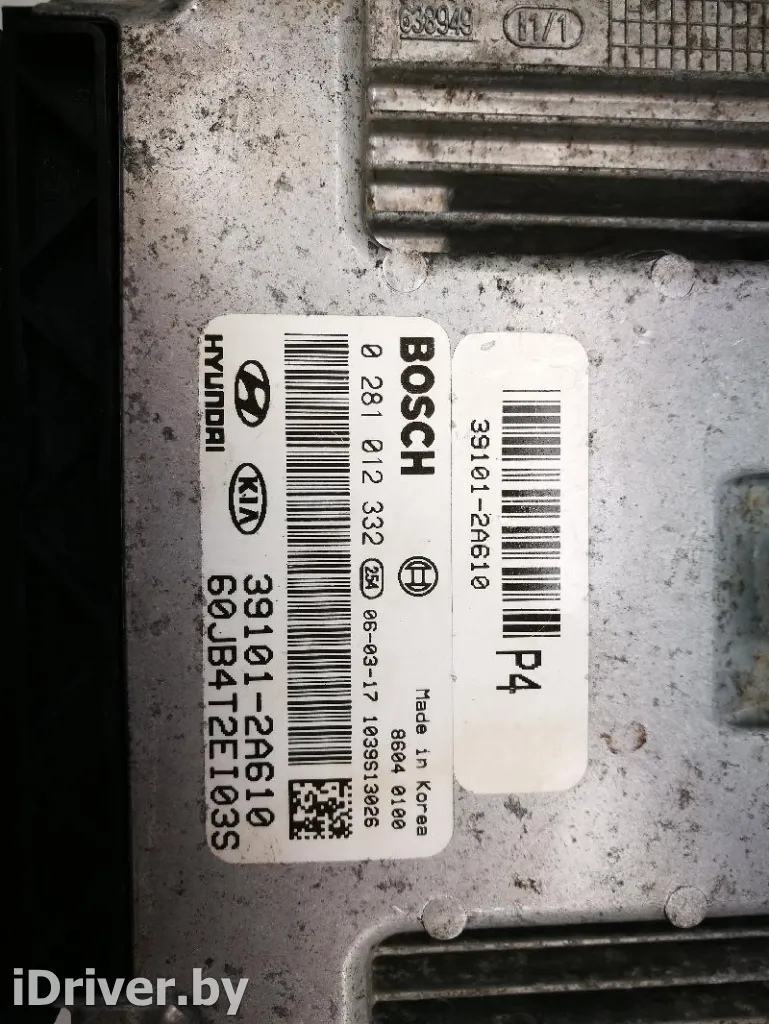 638949
I1/1
39101-2A610
P4
BOSCH
Made in Korea
8604 0100
0 281 012 332
254
06-03-17 1039S13026
HYUNDAI
KIA
39101-2A610
60JB4T2EI03S
iDriver.by